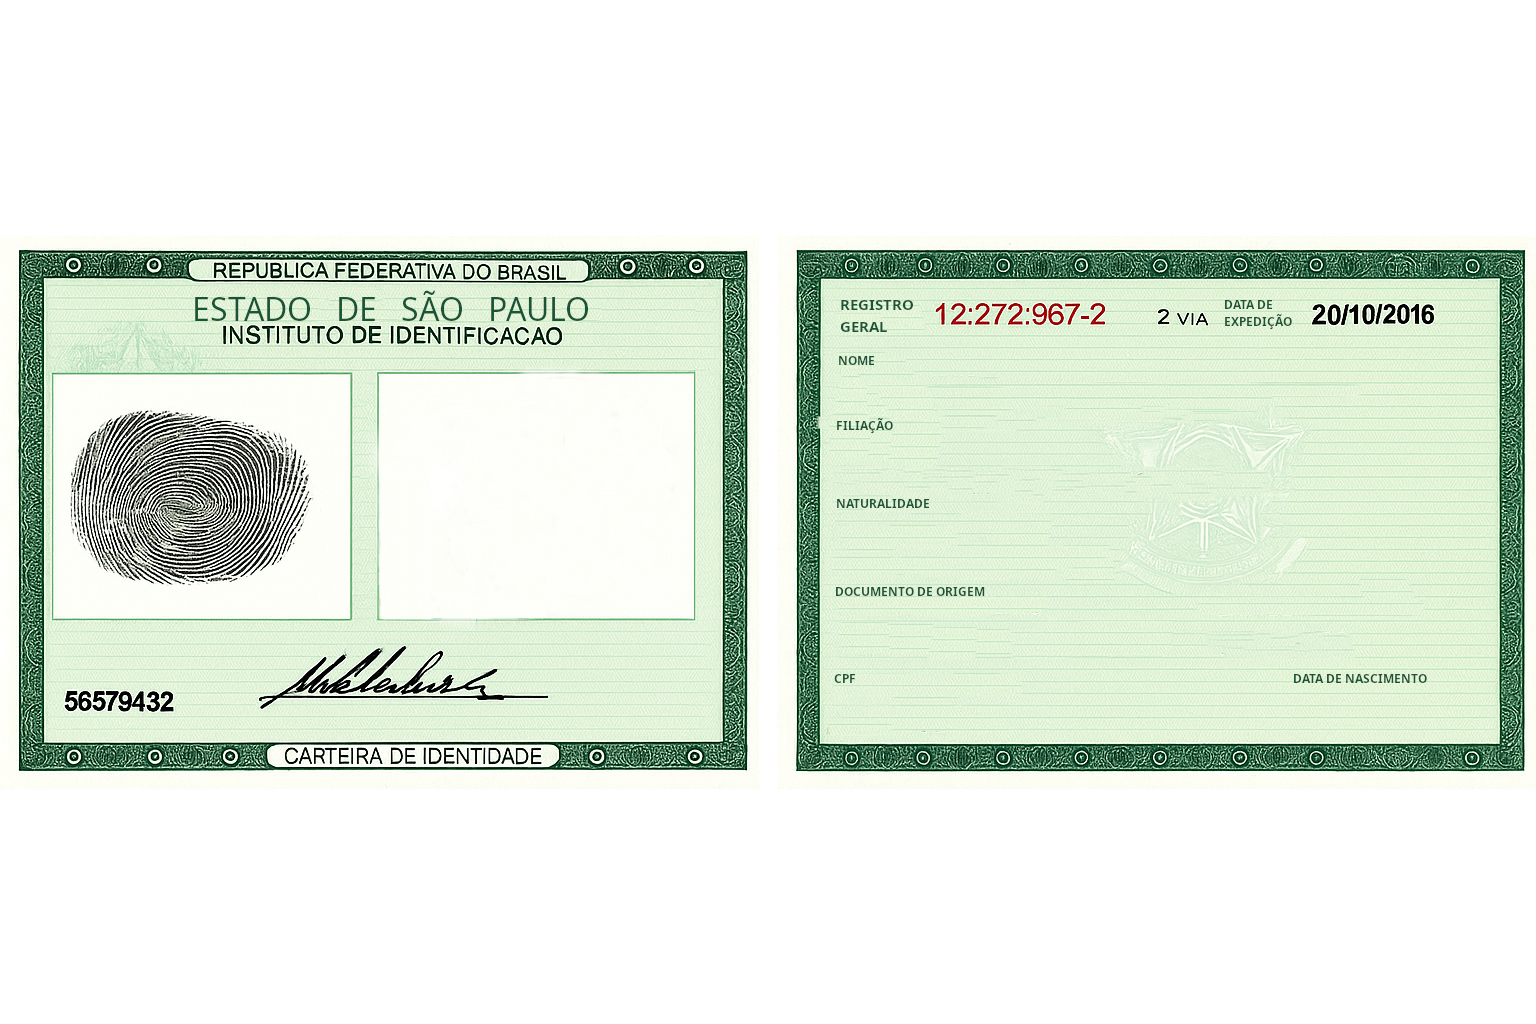 REPUBLICA FEDERATIVA DO BRASIL
ESTADO DE SÃO PAULO
INSTITUTO DE IDENTIFICACAO
56579432
CARTEIRA DE IDENTIDADE
REGISTRO GERAL 12:272:967-2 2 VIA DATA DE EXPEDIÇÃO 20/10/2016
NOME
FILIAÇÃO
NATURALIDADE
DOCUMENTO DE ORIGEM
CPF DATA DE NASCIMENTO